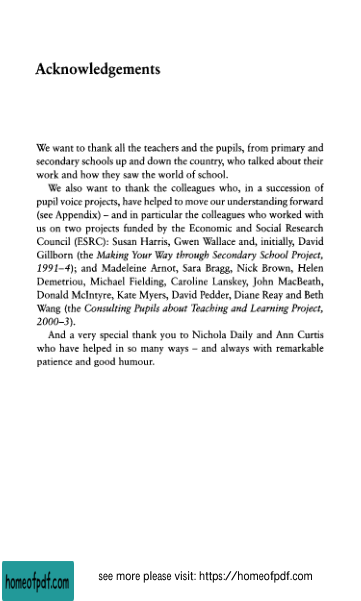 Acknowledgements
We want to thank all the teachers and the pupils, from primary and
secondary schools up and down the country, who talked about their
work and how they saw the world of school.
We also want to thank the colleagues who, in a succession of
pupil voice projects, have helped to move our understanding forward
(see Appendix) – and in particular the colleagues who worked with
us on two projects funded by the Economic and Social Research
Council (ESRC): Susan Harris, Gwen Wallace and, initially, David
Gillborn (the Making Your Way through Secondary School Project,
1991–4); and Madeleine Arnot, Sara Bragg, Nick Brown, Helen
Demetriou, Michael Fielding, Caroline Lanskey, John MacBeath,
Donald McIntyre, Kate Myers, David Pedder, Diane Reay and Beth
Wang (the Consulting Pupils about Teaching and Learning Project,
2000–3).
And a very special thank you to Nichola Daily and Ann Curtis
who have helped in so many ways – and always with remarkable
patience and good humour.
homeofpdf.com
see more please visit: https://homeofpdf.com